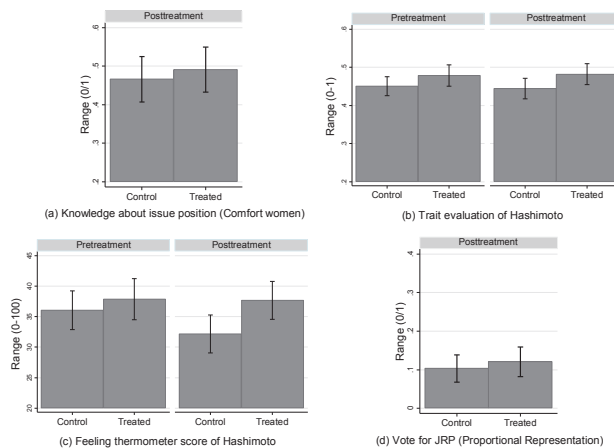 Posttreatment
Range (0/1)
.6
.5
.4
.3
.2
Control Treated
(a) Knowledge about issue position (Comfort women)
Pretreatment Posttreatment
Range (0-1)
.6
.5
.4
.3
.2
Control Treated Control Treated
(b) Trait evaluation of Hashimoto
Pretreatment Posttreatment
Range (0-100)
45
40
35
30
25
20
Control Treated Control Treated
(c) Feeling thermometer score of Hashimoto
Posttreatment
Range (0/1)
.4
.3
.2
.1
0
Control Treated
(d) Vote for JRP (Proportional Representation)